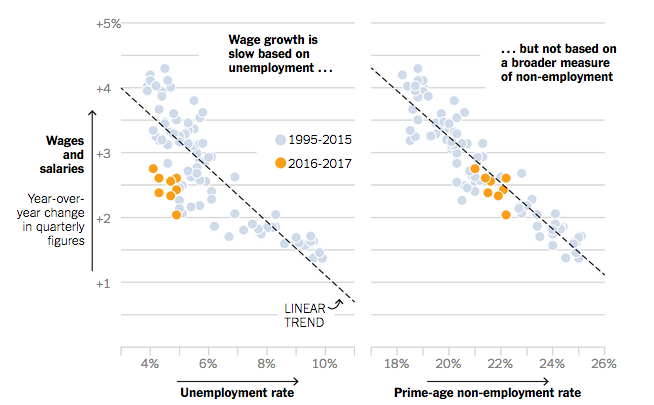 +5%
Wage growth is
slow based on
unemployment ...
... but not based on
a broader measure
of non-employment
+4
Wages
and
salaries
1995-2015
+3
2016-2017
Year-over-
year change
in quarterly
figures
+2
+1
LINEAR
TREND
4% 6% 8% 10%
18% 20% 22% 24% 26%
Unemployment rate
Prime-age non-employment rate